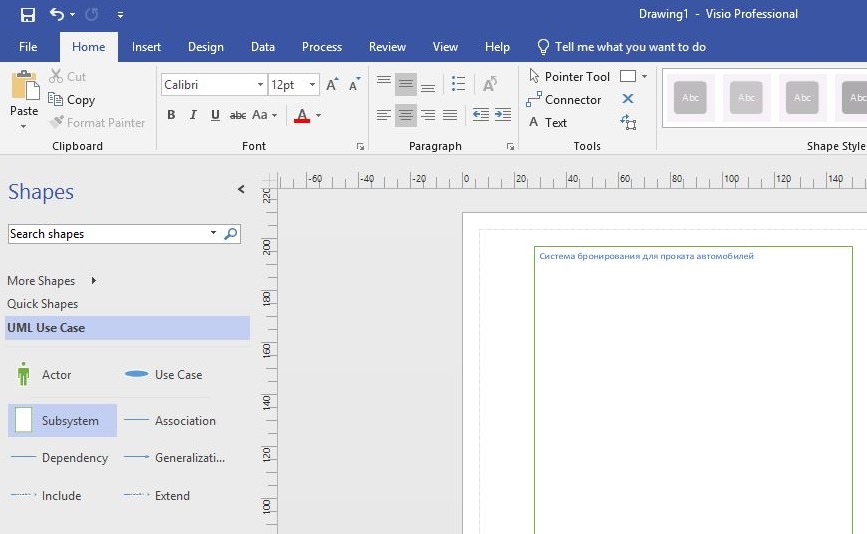 Drawing1 - Visio Professional
File Home Insert Design Data Process Review View Help Tell me what you want to do
Paste
Cut
Copy
Format Painter
Clipboard
Calibri 12pt A A
B I U abc Aa A
Font
A
Paragraph
Pointer Tool
Connector
A Text
Tools
Abc Abc Abc Abc
Shape Style
Shapes
Search shapes
More Shapes
Quick Shapes
UML Use Case
Actor Use Case
Subsystem Association
Dependency Generalizati...
Include Extend
-60 -40 -20 0 20 40 60 80 100 120 140
220
200
180
160
140
120
100
Система бронирования для проката автомобилей